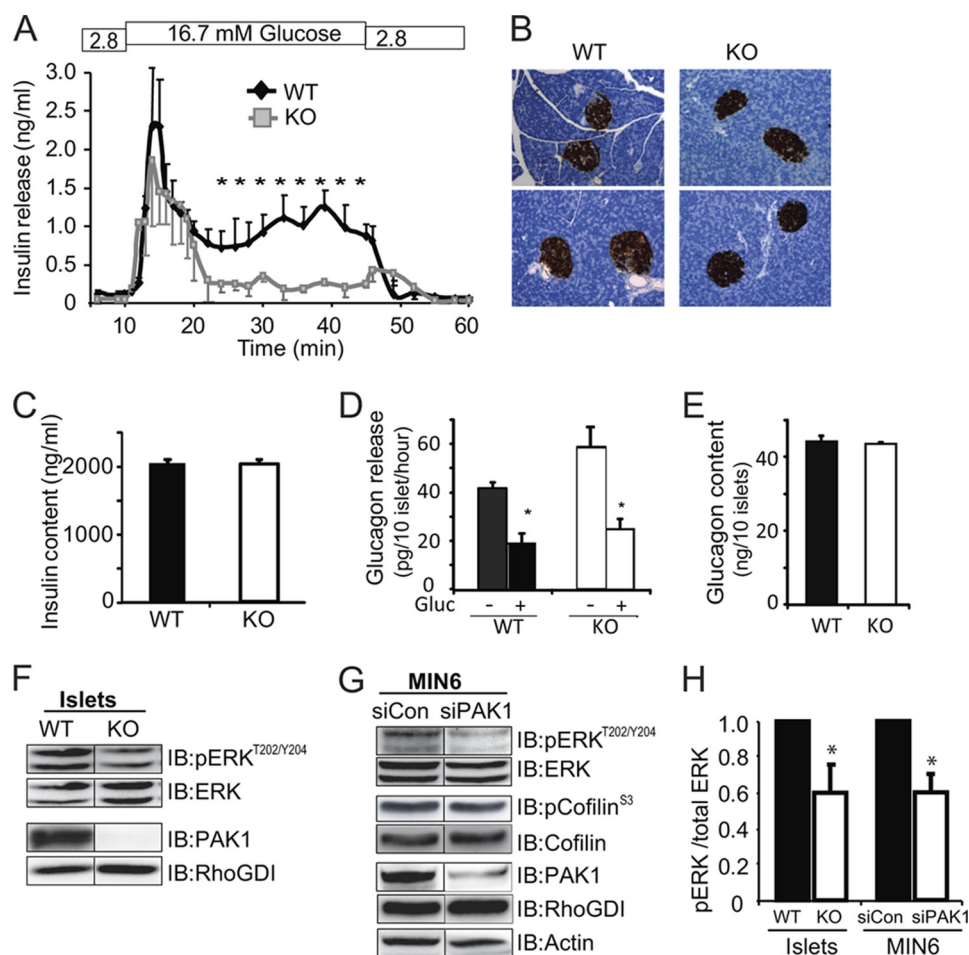 A
2.8
16.7 mM Glucose
2.8
Insulin release (ng/ml)
3.0
2.5
2.0
1.5
1.0
0.5
0
WT
KO
* * * * * * * *
10 20 30 40 50 60
Time (min)
B
WT KO
C
Insulin content (ng/ml)
2000
1000
0
WT KO
D
Glucagon release
(pg/10 islet/hour)
60
40
20
0
*
*
Gluc - + - +
WT KO
E
Glucagon content
(ng/10 islets)
40
20
0
WT KO
F
Islets
WT KO
IB:pERK^T202/Y204
IB:ERK
IB:PAK1
IB:RhoGDI
G
MIN6
siCon siPAK1
IB:pERK^T202/Y204
IB:ERK
IB:pCofilin^S3
IB:Cofilin
IB:PAK1
IB:RhoGDI
IB:Actin
H
pERK /total ERK
1.0
0.8
0.6
0.4
0.2
0
*
*
WT KO siCon siPAK1
Islets MIN6